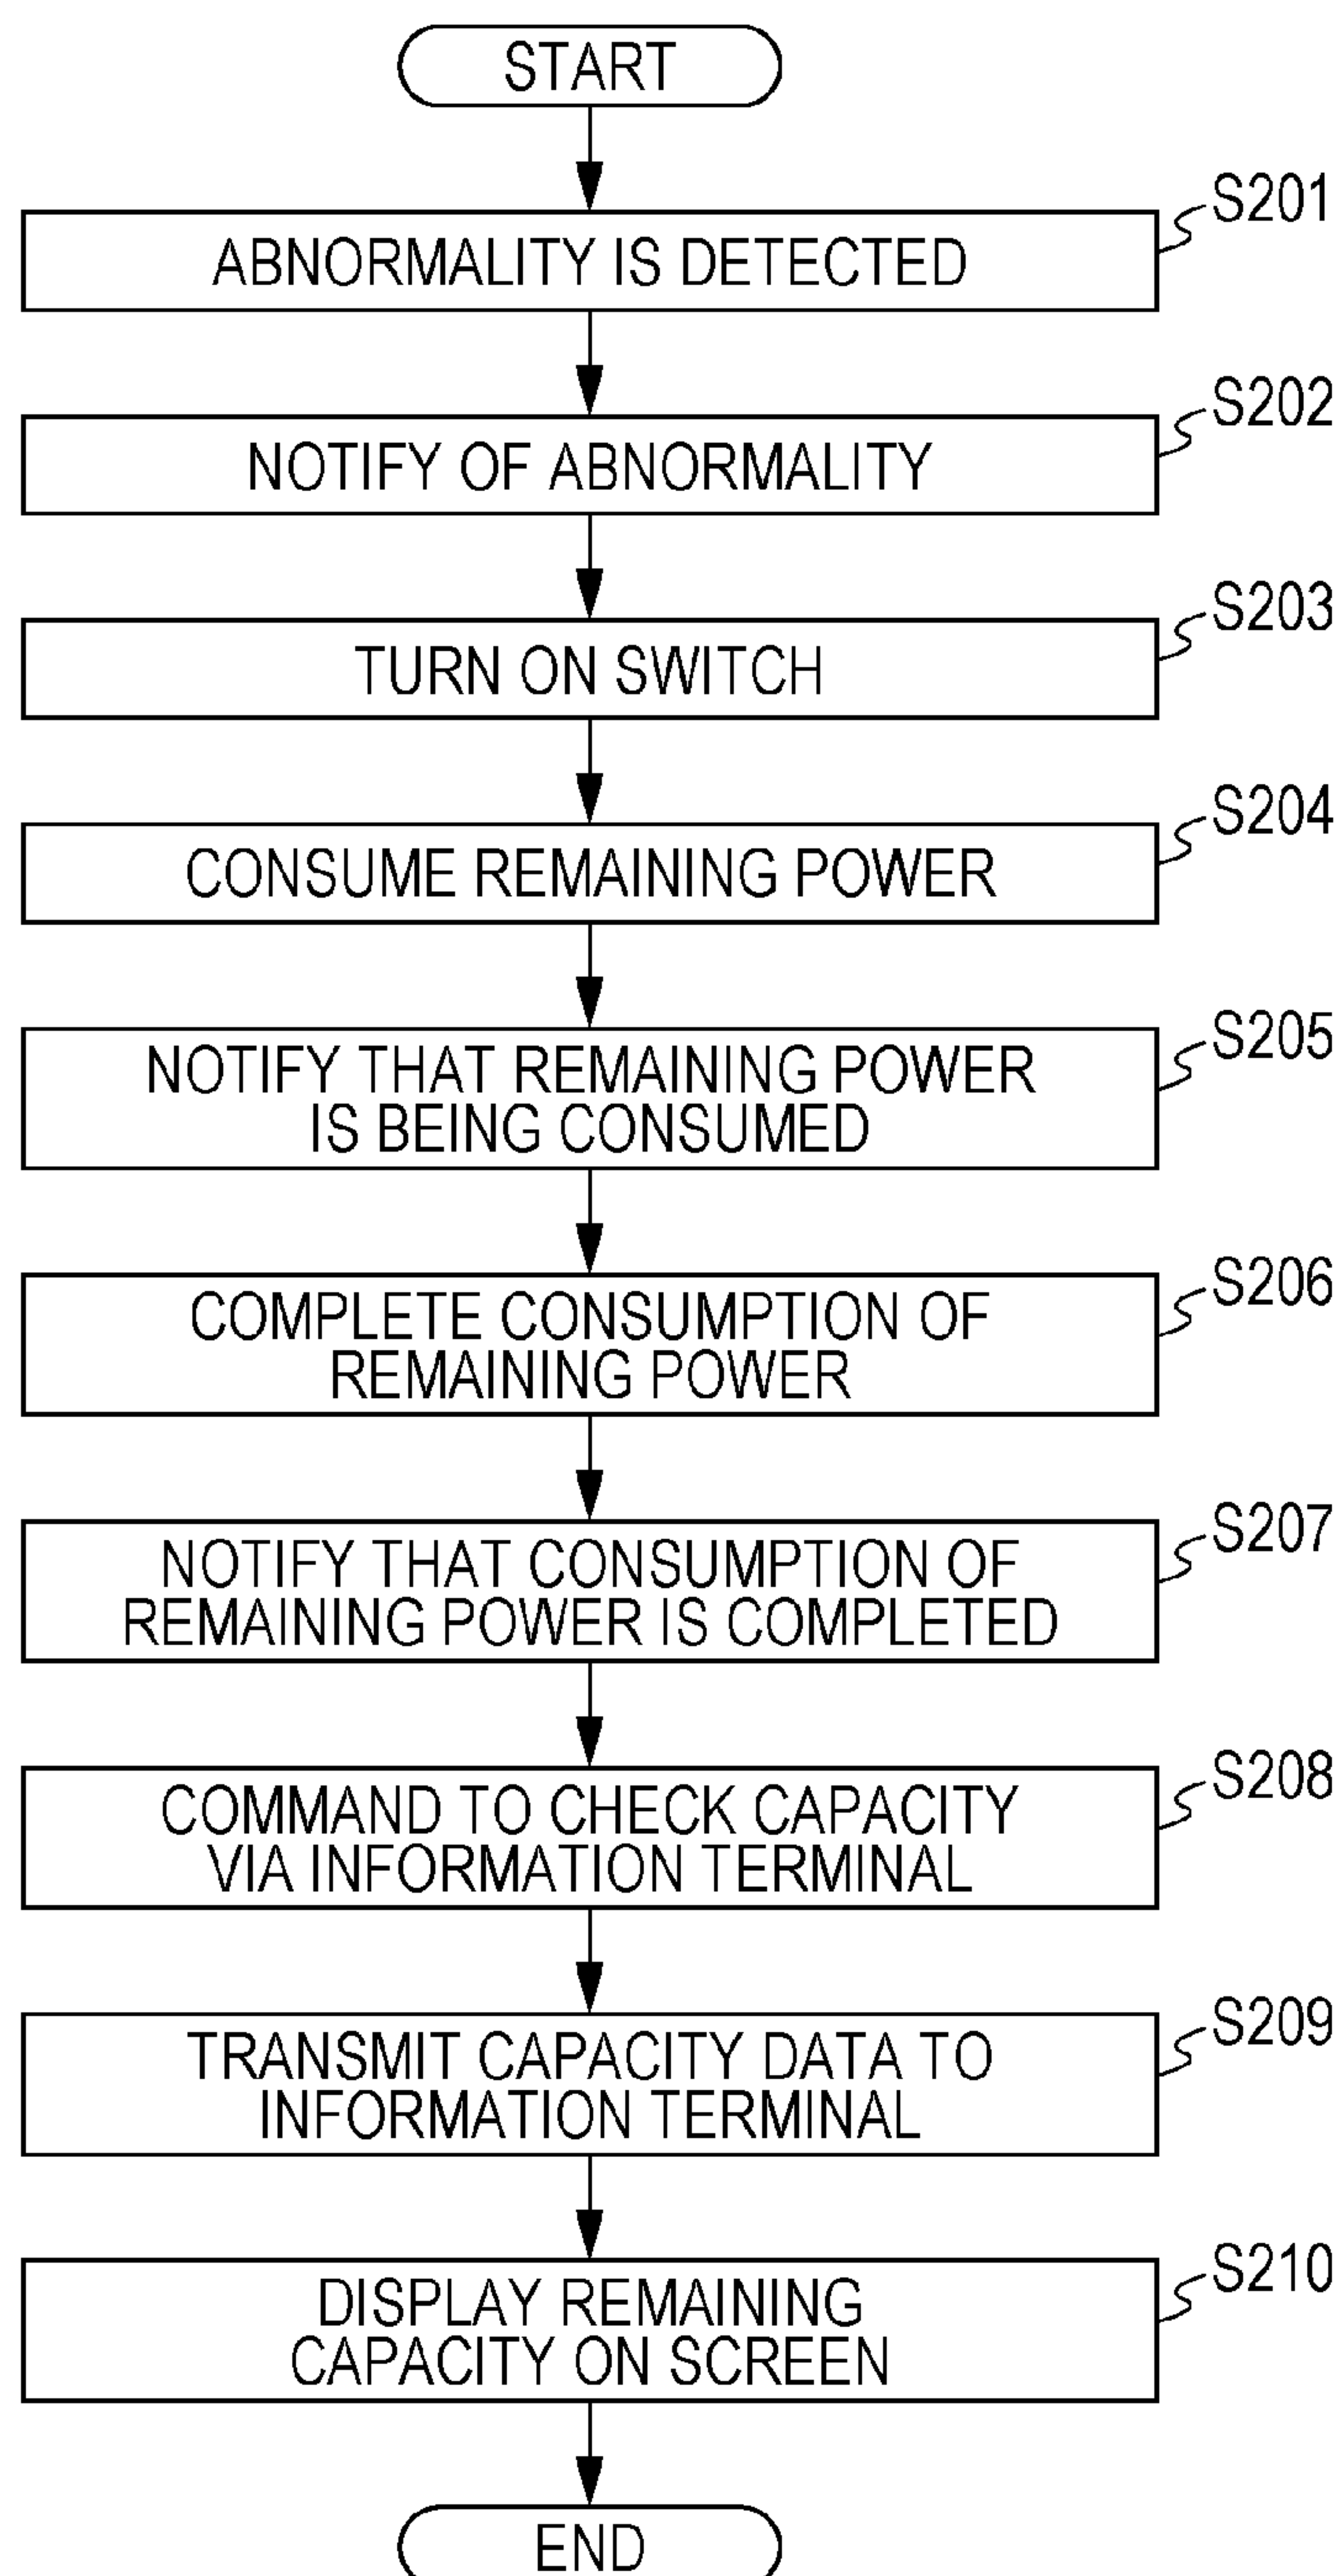 START
S201
ABNORMALITY IS DETECTED
S202
NOTIFY OF ABNORMALITY
S203
TURN ON SWITCH
S204
CONSUME REMAINING POWER
S205
NOTIFY THAT REMAINING POWER
IS BEING CONSUMED
S206
COMPLETE CONSUMPTION OF
REMAINING POWER
S207
NOTIFY THAT CONSUMPTION OF
REMAINING POWER IS COMPLETED
S208
COMMAND TO CHECK CAPACITY
VIA INFORMATION TERMINAL
S209
TRANSMIT CAPACITY DATA TO
INFORMATION TERMINAL
S210
DISPLAY REMAINING
CAPACITY ON SCREEN
END